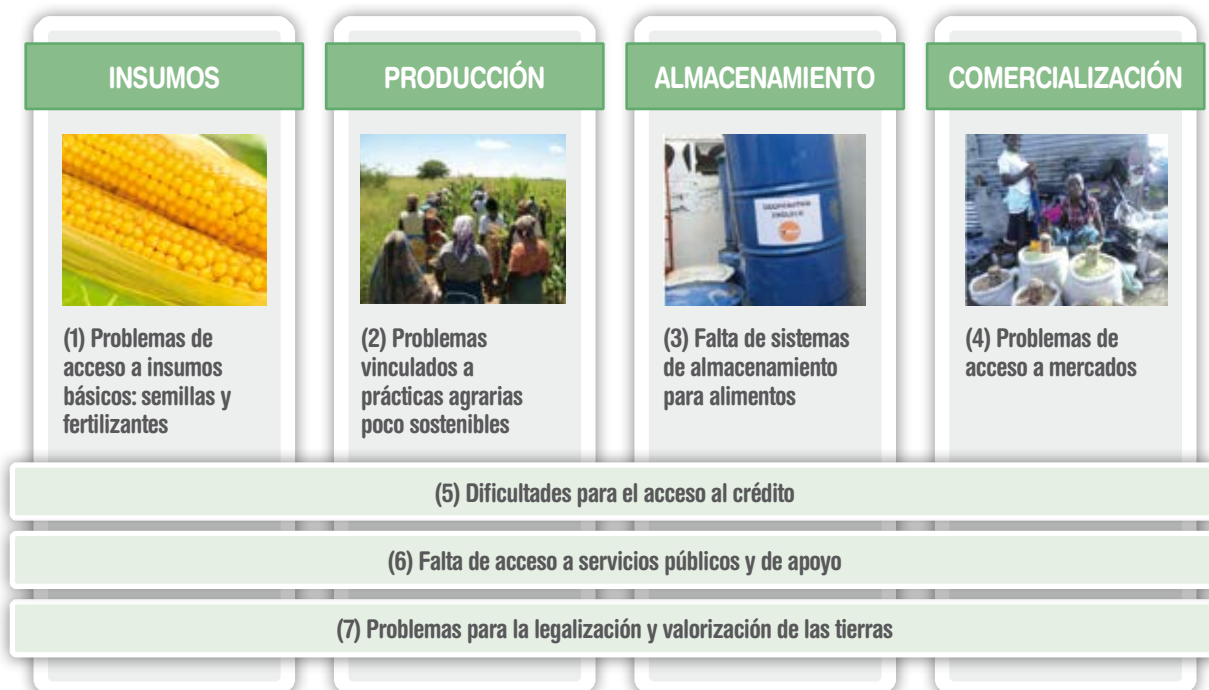 INSUMOS
(1) Problemas de
acceso a insumos
básicos: semillas y
fertilizantes
PRODUCCIÓN
(2) Problemas
vinculados a
prácticas agrarias
poco sostenibles
ALMACENAMIENTO
COOPERATIVA
(3) Falta de sistemas
de almacenamiento
para alimentos
COMERCIALIZACIÓN
(4) Problemas de
acceso a mercados
(5) Dificultades para el acceso al crédito
(6) Falta de acceso a servicios públicos y de apoyo
(7) Problemas para la legalización y valorización de las tierras